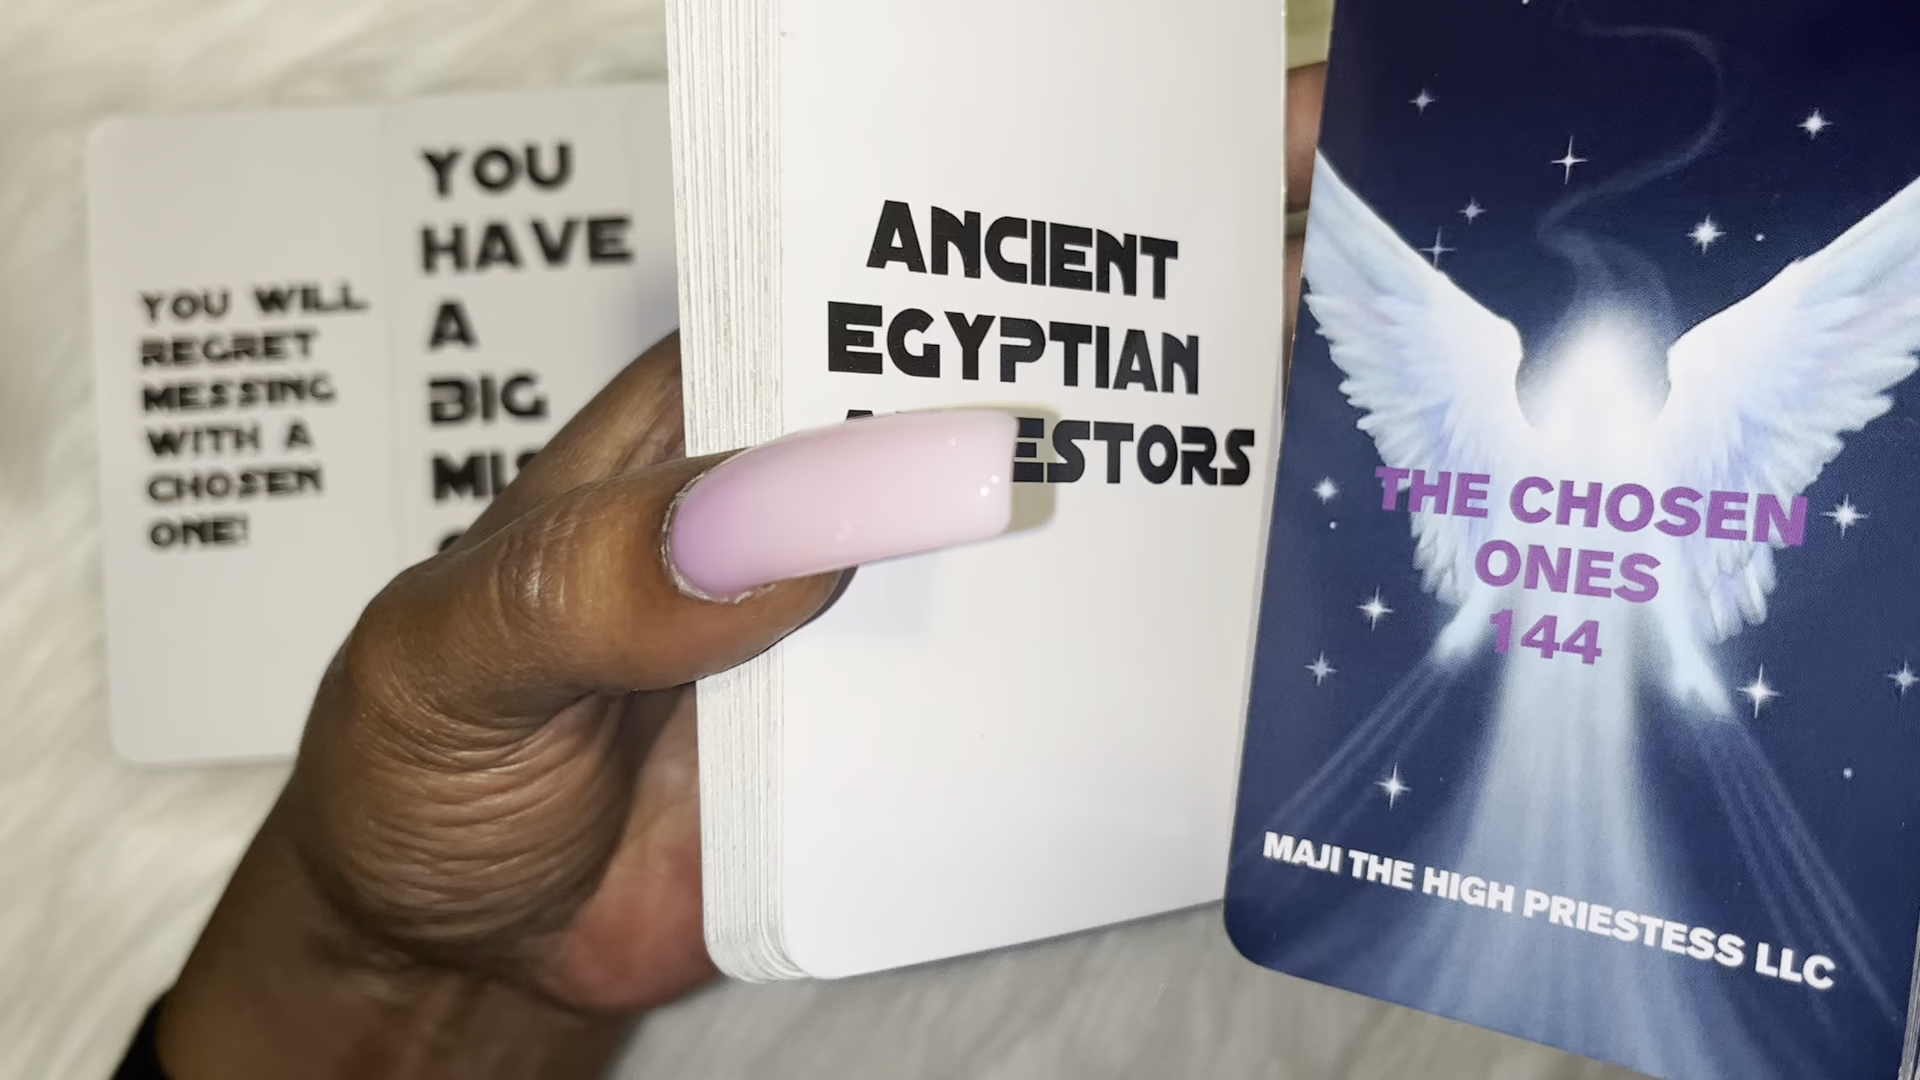 YOU WILL
REGRET
MESSING
WITH A
CHOSEN
ONE!
YOU
HAVE
A
BIG
ANCIENT
EGYPTIAN
ESTORS
THE CHOSEN
ONES
144
MAJI THE HIGH PRIESTESS LLC